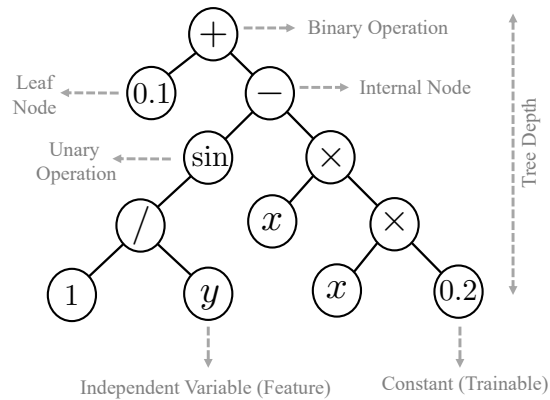 +
Binary Operation
0.1
−
Internal Node
Leaf
Node
Unary
Operation
sin
×
Tree Depth
/
x
×
1
y
x
0.2
Independent Variable (Feature)
Constant (Trainable)